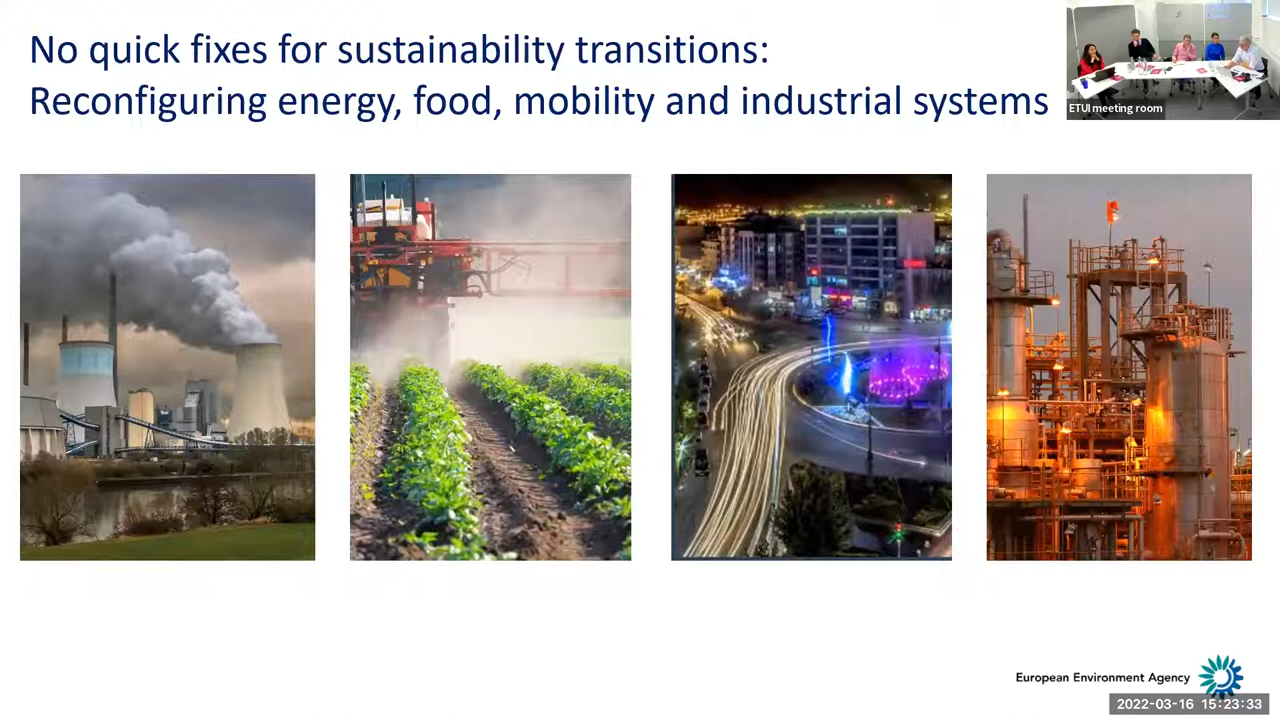 No quick fixes for sustainability transitions:
Reconfiguring energy, food, mobility and industrial systems
ETUI meeting room
European Environment Agency
2022-03-16 15:23:33